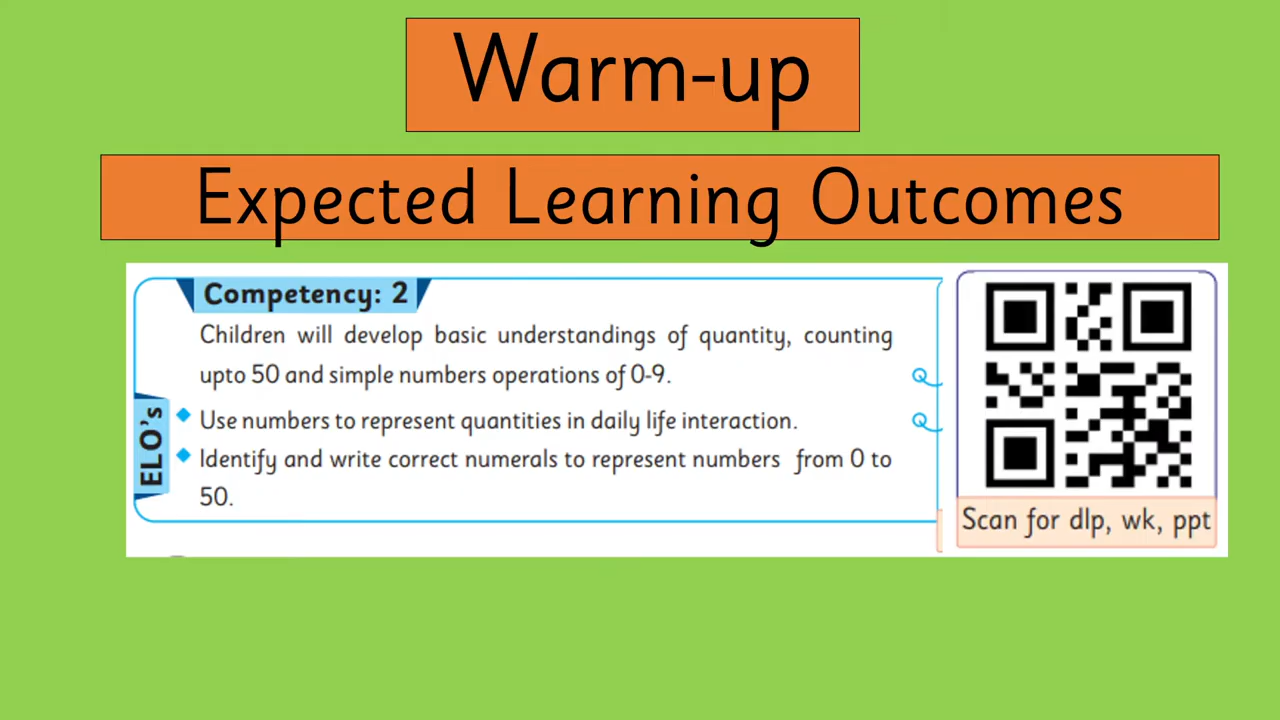 Warm-up
Expected Learning Outcomes
Competency: 2
Children will develop basic understandings of quantity, counting
upto 50 and simple numbers operations of 0-9.
ELO's
Use numbers to represent quantities in daily life interaction.
Identify and write correct numerals to represent numbers from 0 to
50.
Scan for dlp, wk, ppt